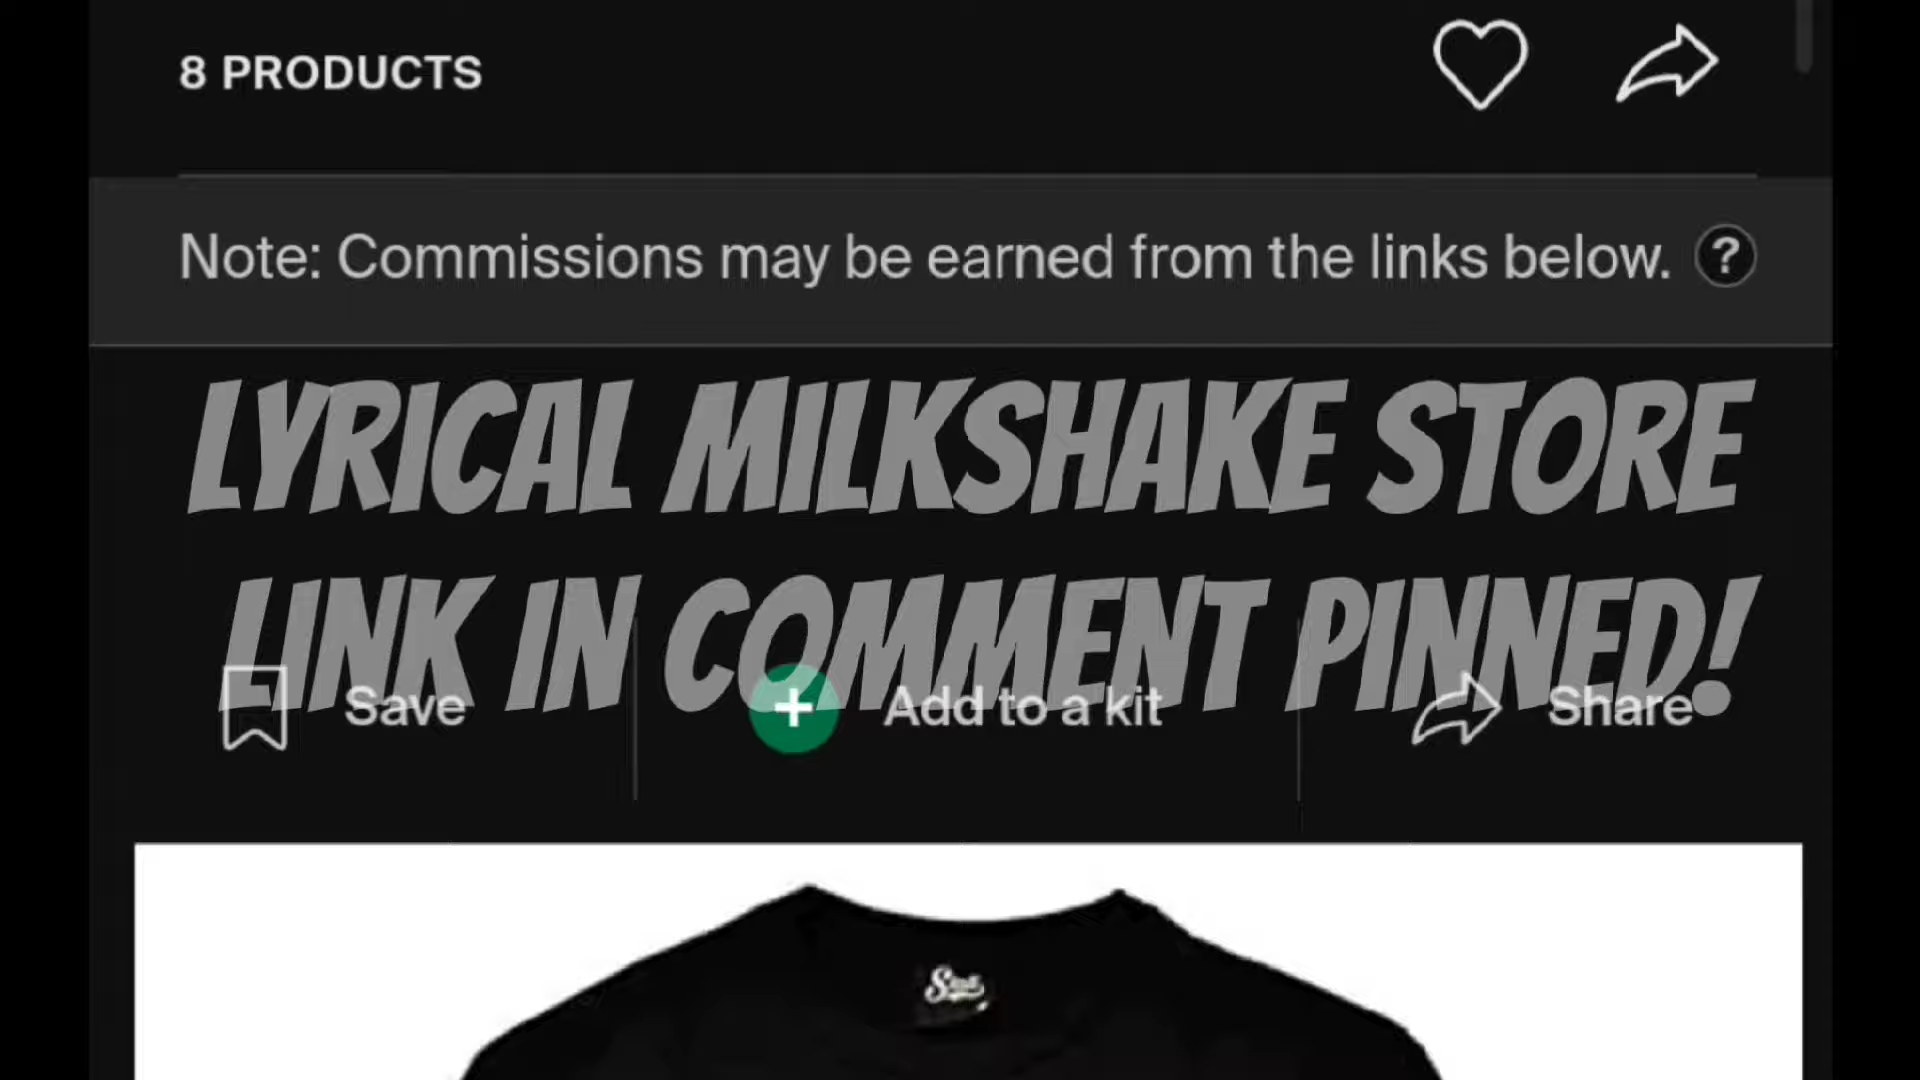 8 PRODUCTS
Note: Commissions may be earned from the links below. ?
LYRICAL MILKSHAKE STORE
LINK IN COMMENT PINNED!
Save
Add to a kit
Share